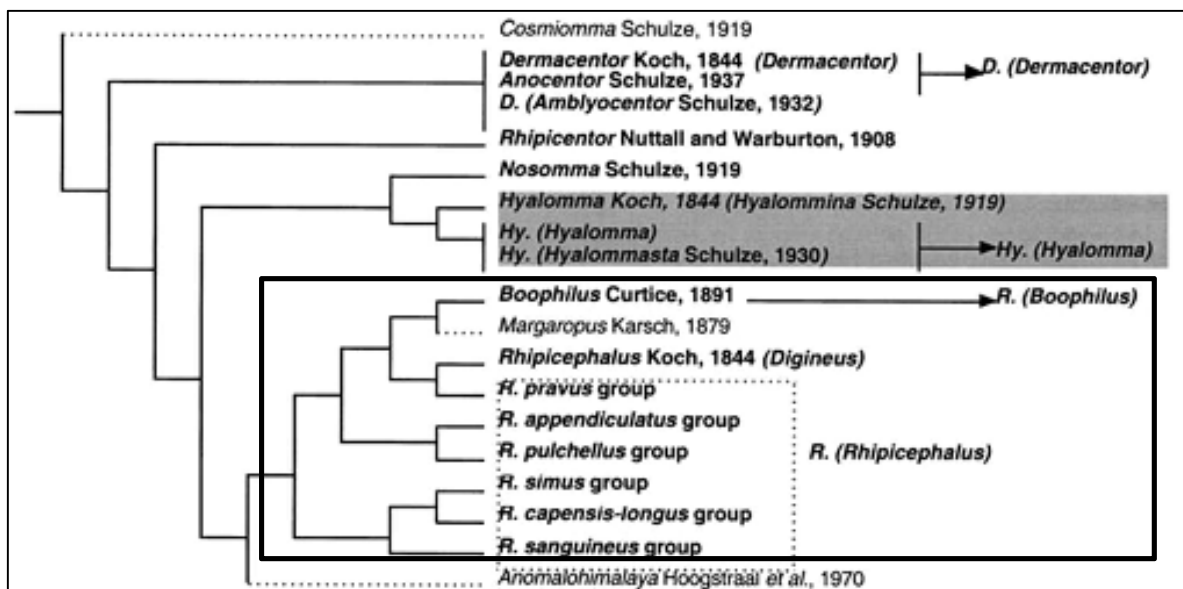 Cosmiomma Schulze, 1919
Dermacentor Koch, 1844 (Dermacentor)
D. (Dermacentor)
Anocentor Schulze, 1937
D. (Amblyocentor Schulze, 1932)
Rhipicentor Nuttall and Warburton, 1908
Nosomma Schulze, 1919
Hyalomma Koch, 1844 (Hyalommina Schulze, 1919)
Hy. (Hyalomma)
Hy. (Hyalommasta Schulze, 1930)
Hy. (Hyalomma)
Boophilus Curtice, 1891
R. (Boophilus)
Margaropus Karsch, 1879
Rhipicephalus Koch, 1844 (Digineus)
R. pravus group
R. appendiculatus group
R. pulchellus group
R. (Rhipicephalus)
R. simus group
R. capensis-longus group
R. sanguineus group
Anomalohimalaya Hoogstraal et al., 1970